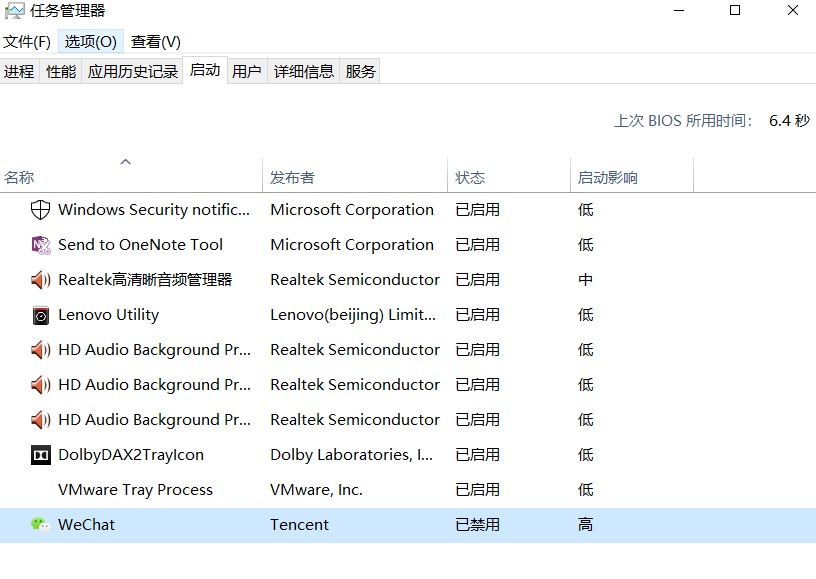 任务管理器
文件(F) 选项(O) 查看(V)
进程 性能 应用历史记录 启动 用户 详细信息 服务
上次 BIOS 所用时间: 6.4 秒
名称 发布者 状态 启动影响
Windows Security notific... Microsoft Corporation 已启用 低
Send to OneNote Tool Microsoft Corporation 已启用 低
Realtek高清晰音频管理器 Realtek Semiconductor 已启用 中
Lenovo Utility Lenovo(beijing) Limit... 已启用 低
HD Audio Background Pr... Realtek Semiconductor 已启用 低
HD Audio Background Pr... Realtek Semiconductor 已启用 低
HD Audio Background Pr... Realtek Semiconductor 已启用 低
DolbyDAX2TrayIcon Dolby Laboratories, I... 已启用 低
VMware Tray Process VMware, Inc. 已启用 低
WeChat Tencent 已禁用 高